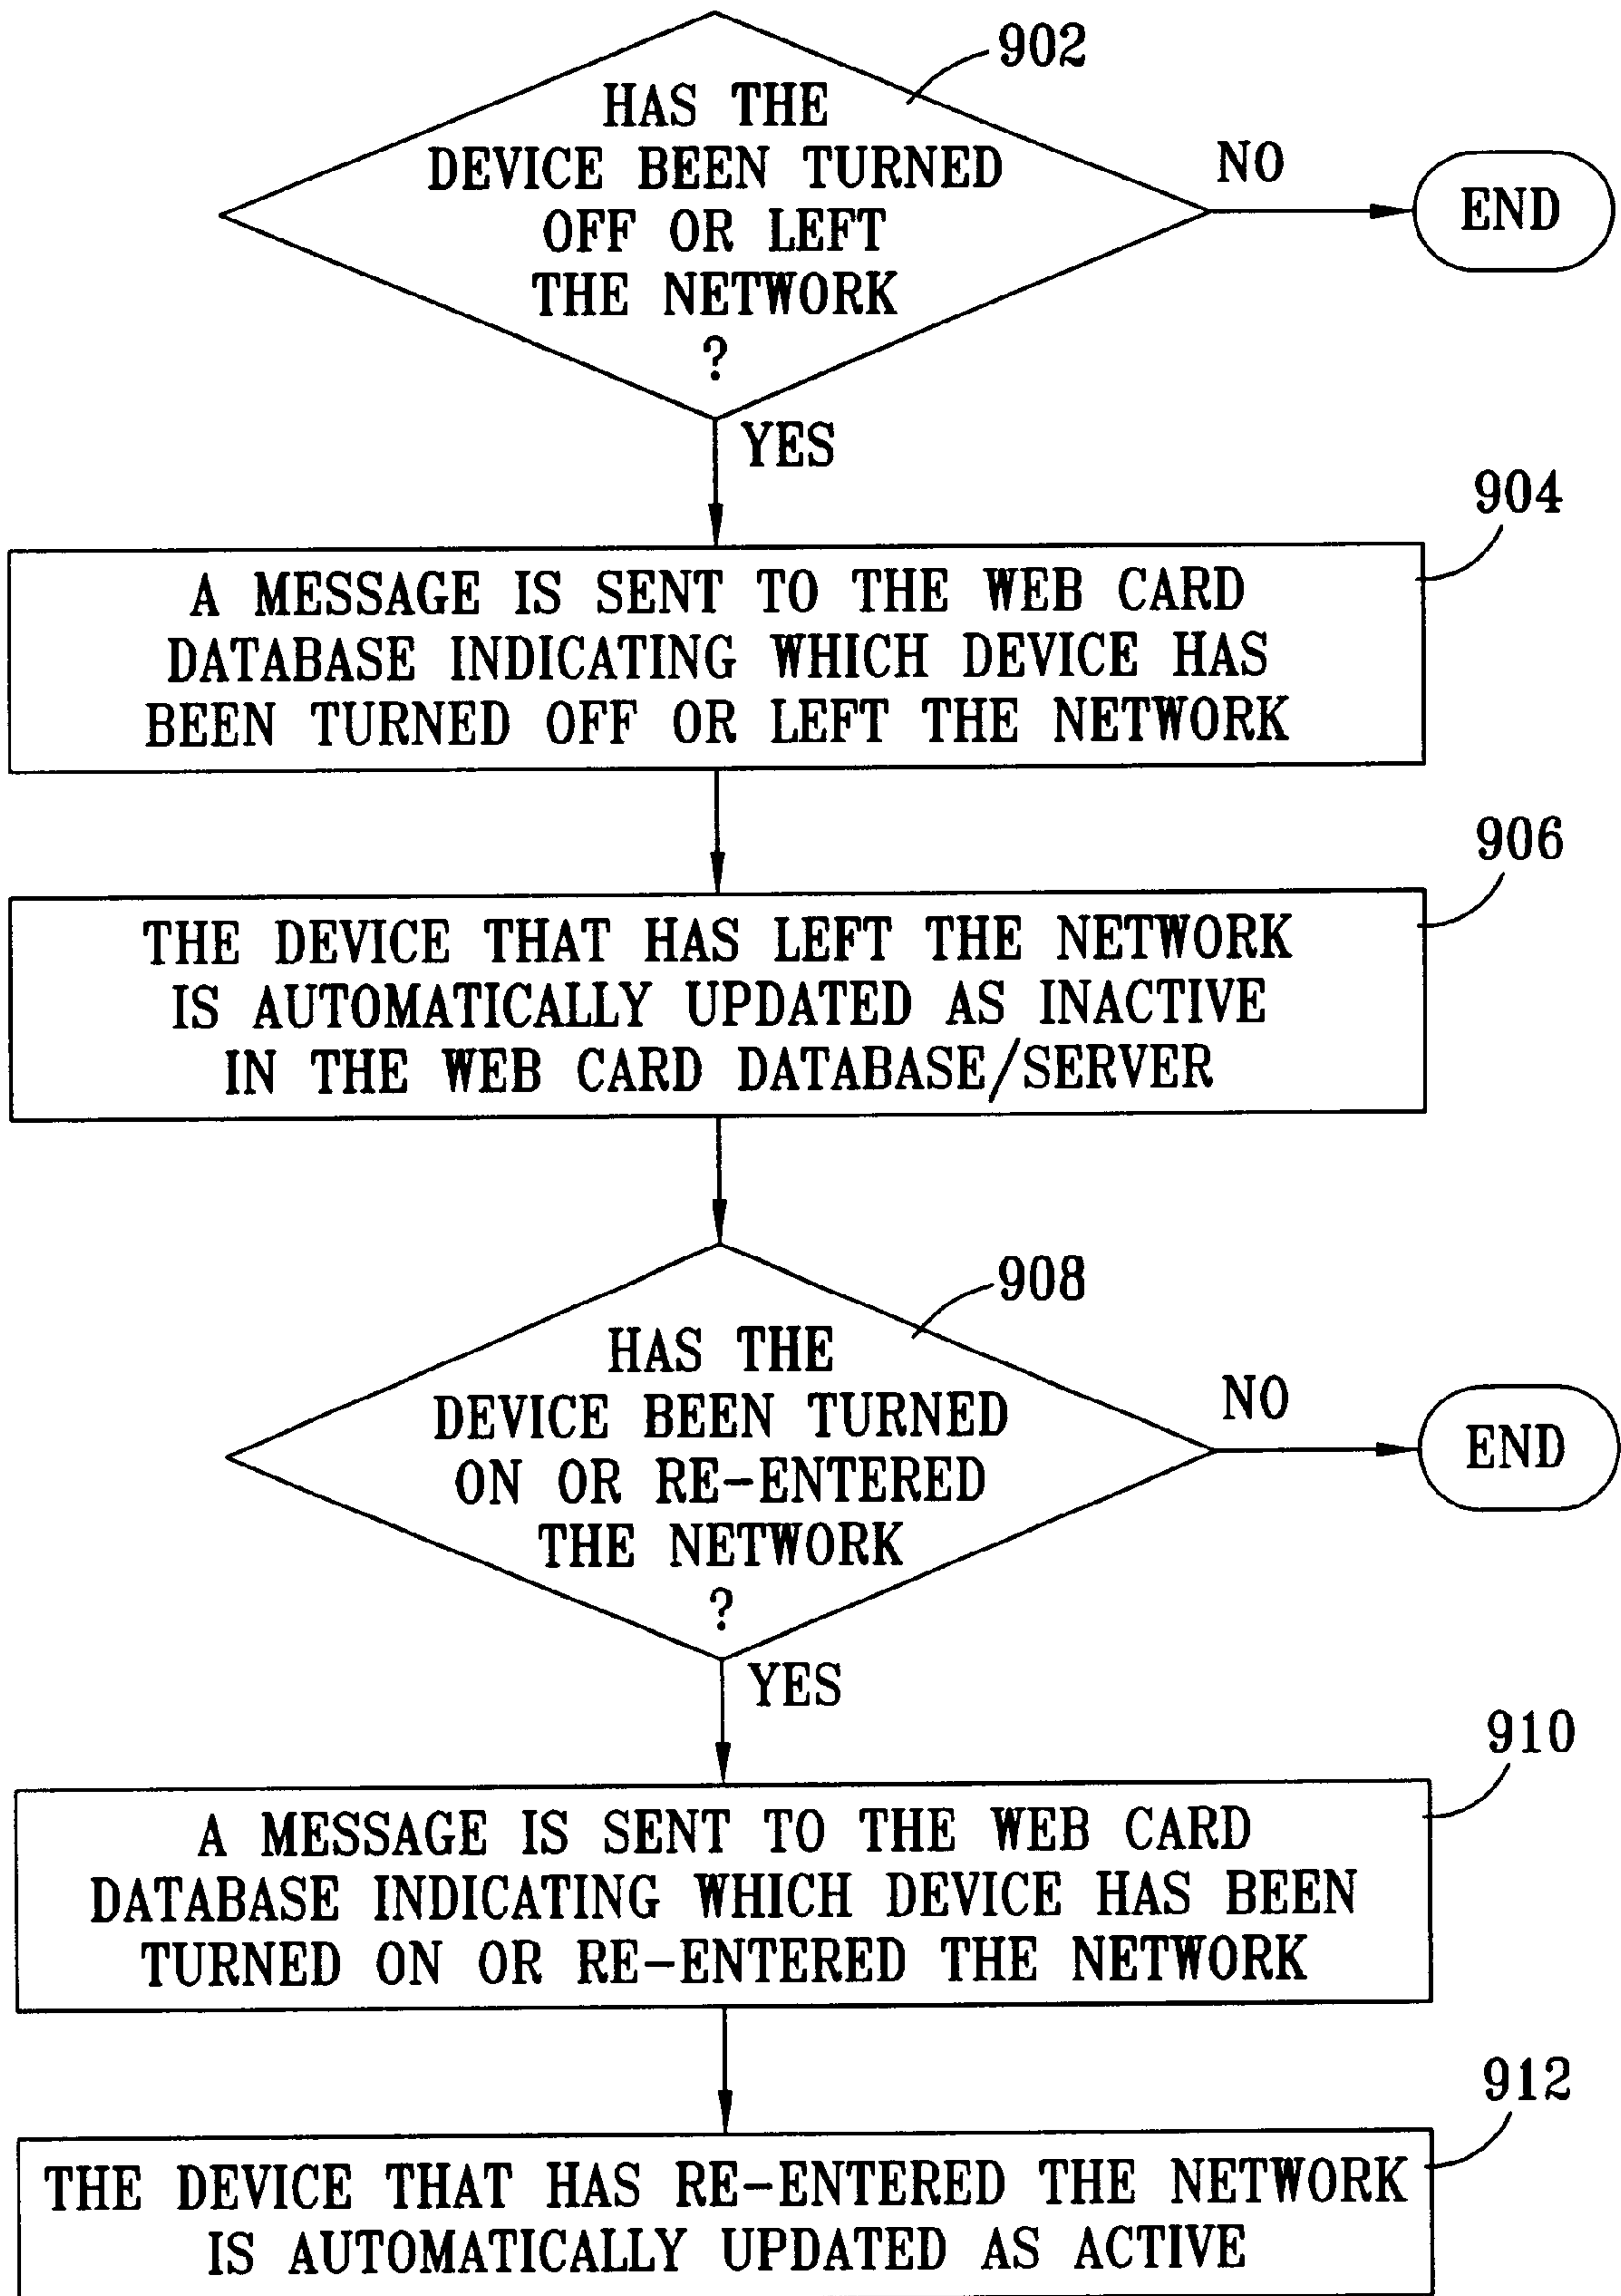 902
HAS THE
DEVICE BEEN TURNED
OFF OR LEFT
THE NETWORK
?
NO
END
YES
904
A MESSAGE IS SENT TO THE WEB CARD
DATABASE INDICATING WHICH DEVICE HAS
BEEN TURNED OFF OR LEFT THE NETWORK
906
THE DEVICE THAT HAS LEFT THE NETWORK
IS AUTOMATICALLY UPDATED AS INACTIVE
IN THE WEB CARD DATABASE/SERVER
908
HAS THE
DEVICE BEEN TURNED
ON OR RE-ENTERED
THE NETWORK
?
NO
END
YES
910
A MESSAGE IS SENT TO THE WEB CARD
DATABASE INDICATING WHICH DEVICE HAS BEEN
TURNED ON OR RE-ENTERED THE NETWORK
912
THE DEVICE THAT HAS RE-ENTERED THE NETWORK
IS AUTOMATICALLY UPDATED AS ACTIVE